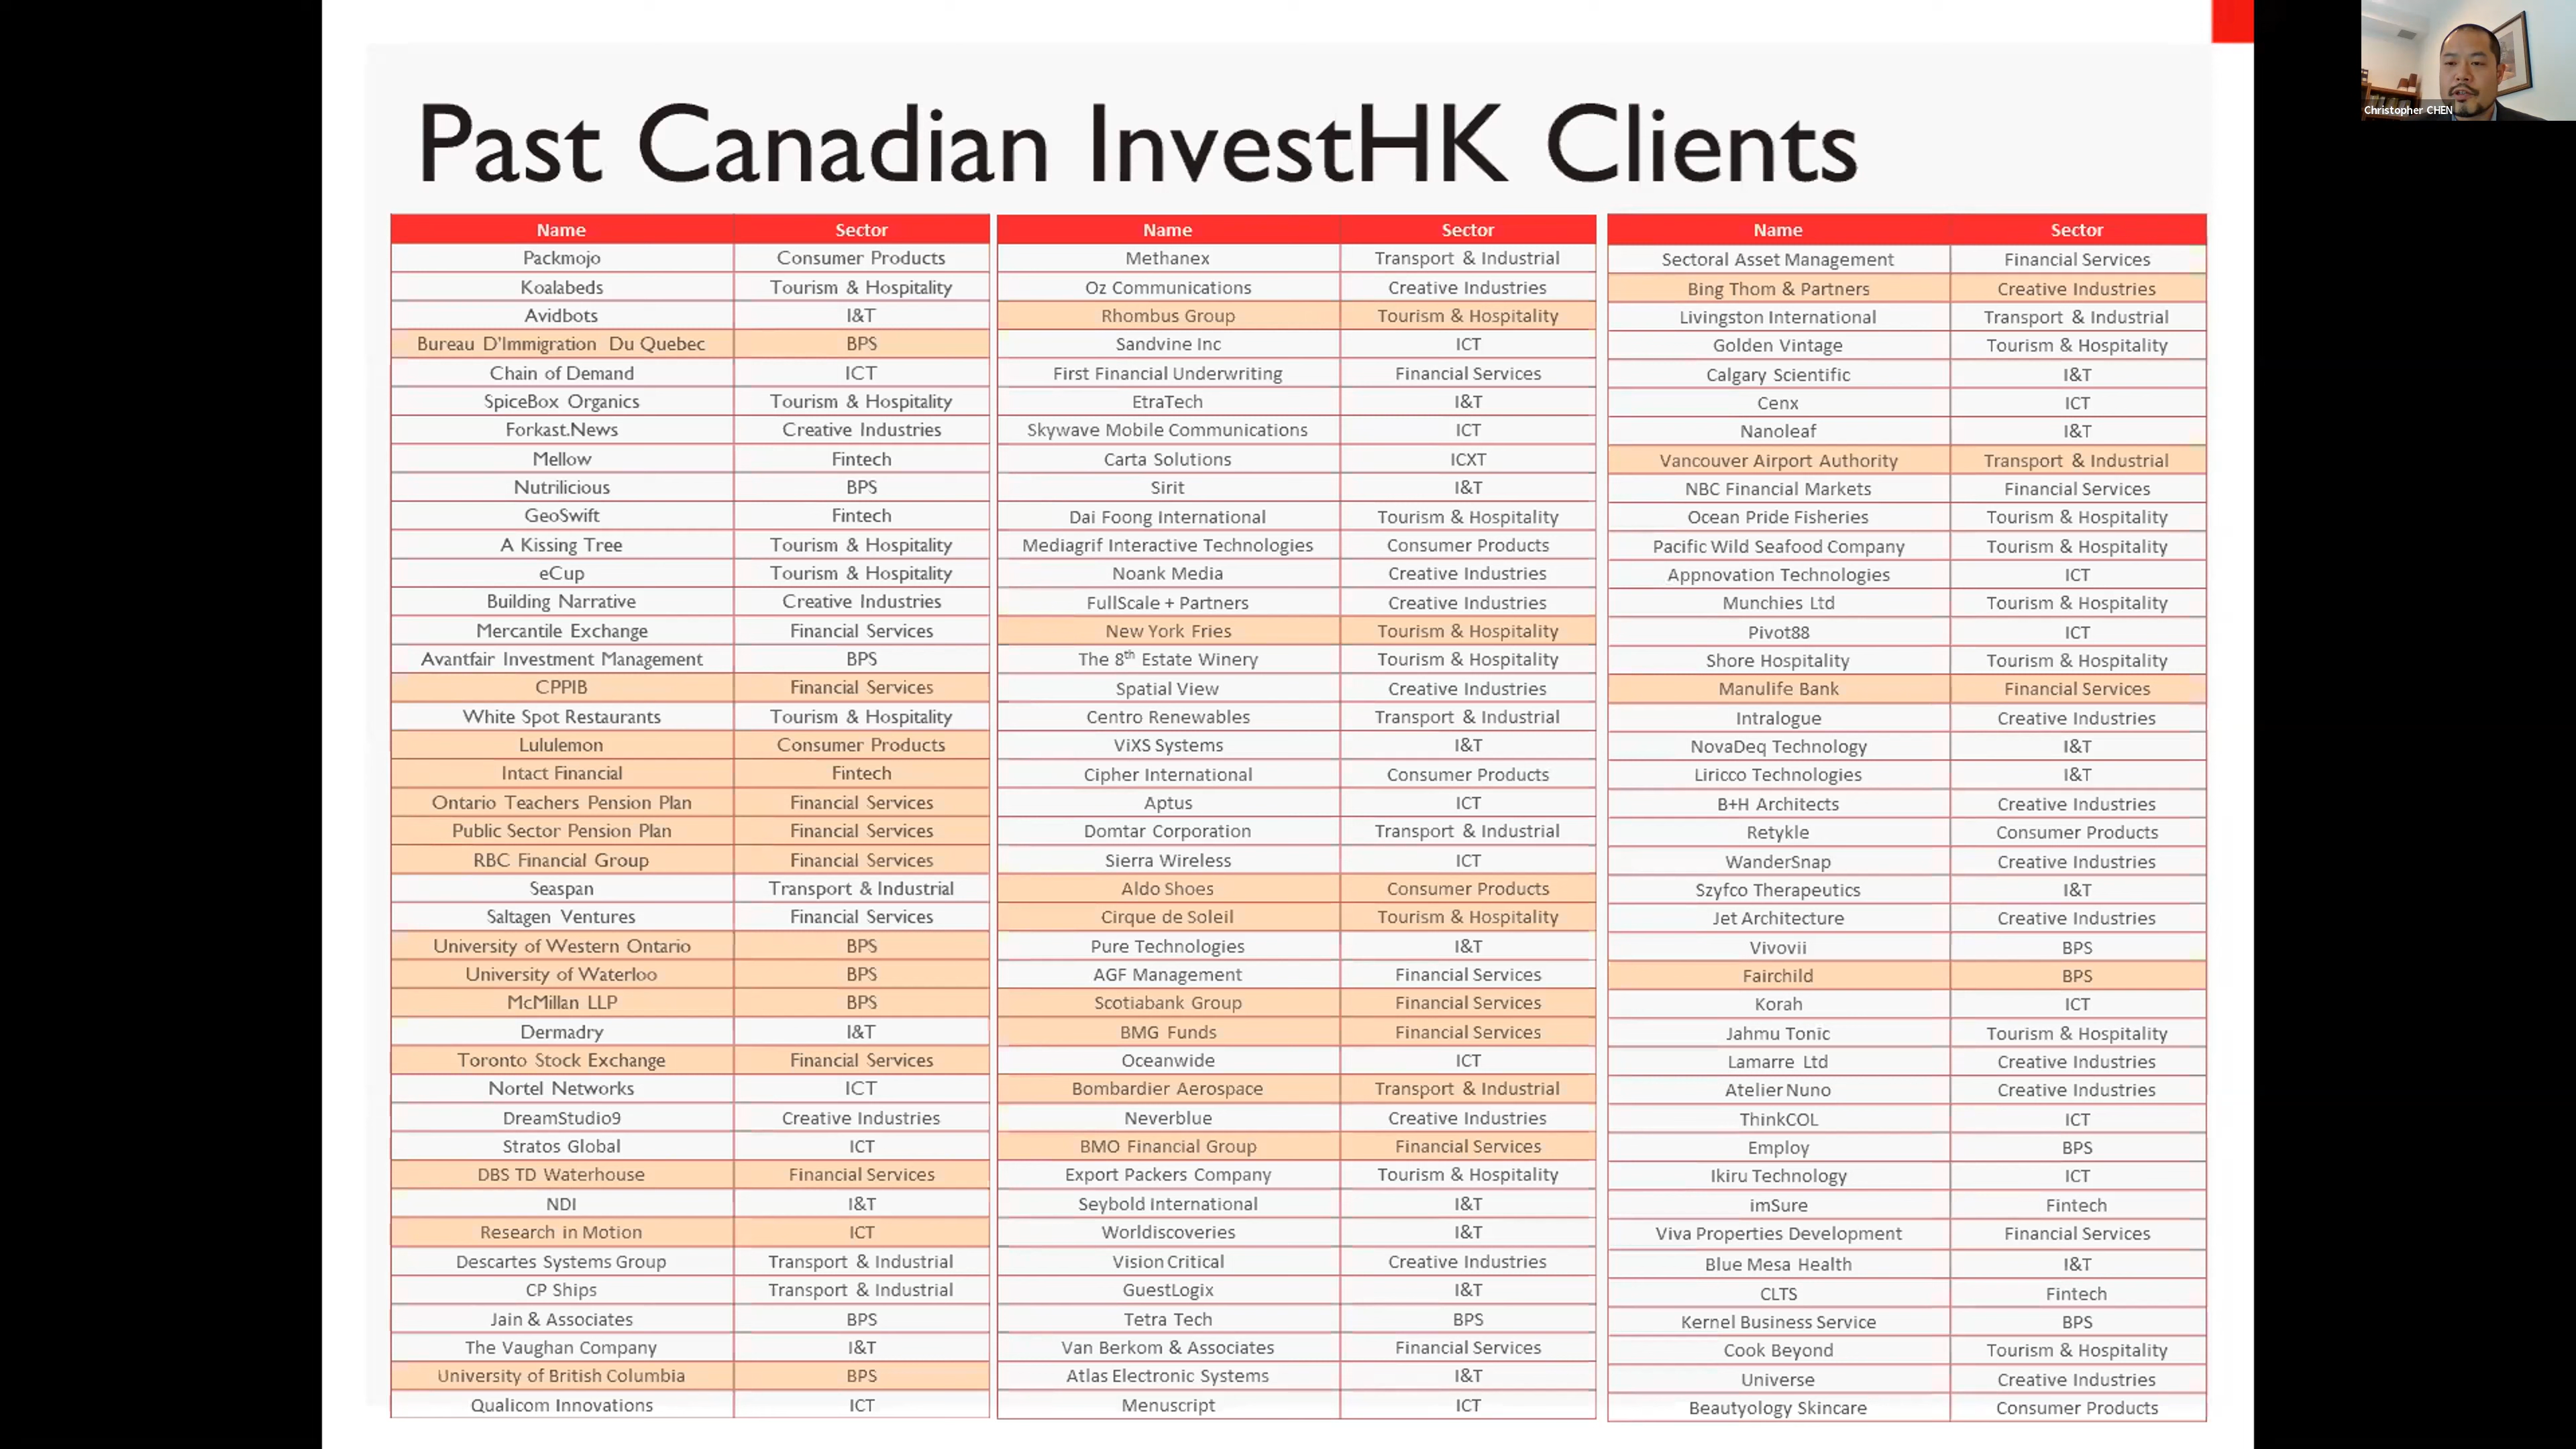 Past Canadian InvestHK Clients
Christopher CHEN
Name Sector
Packmojo Consumer Products
Koalabeds Tourism & Hospitality
Avidbots I&T
Bureau D'Immigration Du Quebec BPS
Chain of Demand ICT
SpiceBox Organics Tourism & Hospitality
Forkast.News Creative Industries
Mellow Fintech
Nutrilicious BPS
GeoSwift Fintech
A Kissing Tree Tourism & Hospitality
eCup Tourism & Hospitality
Building Narrative Creative Industries
Mercantile Exchange Financial Services
Avantfair Investment Management BPS
CPPIB Financial Services
White Spot Restaurants Tourism & Hospitality
Lululemon Consumer Products
Intact Financial Fintech
Ontario Teachers Pension Plan Financial Services
Public Sector Pension Plan Financial Services
RBC Financial Group Financial Services
Seaspan Transport & Industrial
Saltagen Ventures Financial Services
University of Western Ontario BPS
University of Waterloo BPS
McMillan LLP BPS
Dermadry I&T
Toronto Stock Exchange Financial Services
Nortel Networks ICT
DreamStudio9 Creative Industries
Stratos Global ICT
DBS TD Waterhouse Financial Services
NDI I&T
Research in Motion ICT
Descartes Systems Group Transport & Industrial
CP Ships Transport & Industrial
Jain & Associates BPS
The Vaughan Company I&T
University of British Columbia BPS
Qualicom Innovations ICT
Name Sector
Methanex Transport & Industrial
Oz Communications Creative Industries
Rhombus Group Tourism & Hospitality
Sandvine Inc ICT
First Financial Underwriting Financial Services
EtraTech I&T
Skywave Mobile Communications ICT
Carta Solutions ICXT
Sirit I&T
Dai Foong International Tourism & Hospitality
Mediagrif Interactive Technologies Consumer Products
Noank Media Creative Industries
FullScale + Partners Creative Industries
New York Fries Tourism & Hospitality
The 8th Estate Winery Tourism & Hospitality
Spatial View Creative Industries
Centro Renewables Transport & Industrial
ViXS Systems I&T
Cipher International Consumer Products
Aptus ICT
Domtar Corporation Transport & Industrial
Sierra Wireless ICT
Aldo Shoes Consumer Products
Cirque de Soleil Tourism & Hospitality
Pure Technologies I&T
AGF Management Financial Services
Scotiabank Group Financial Services
BMG Funds Financial Services
Oceanwide ICT
Bombardier Aerospace Transport & Industrial
Neverblue Creative Industries
BMO Financial Group Financial Services
Export Packers Company Tourism & Hospitality
Seybold International I&T
Worldiscoveries I&T
Vision Critical Creative Industries
GuestLogix I&T
Tetra Tech BPS
Van Berkom & Associates Financial Services
Atlas Electronic Systems I&T
Menuscript ICT
Name Sector
Sectoral Asset Management Financial Services
Bing Thom & Partners Creative Industries
Livingston International Transport & Industrial
Golden Vintage Tourism & Hospitality
Calgary Scientific I&T
Cenx ICT
Nanoleaf I&T
Vancouver Airport Authority Transport & Industrial
NBC Financial Markets Financial Services
Ocean Pride Fisheries Tourism & Hospitality
Pacific Wild Seafood Company Tourism & Hospitality
Appnovation Technologies ICT
Munchies Ltd Tourism & Hospitality
Pivot88 ICT
Shore Hospitality Tourism & Hospitality
Manulife Bank Financial Services
Intralogue Creative Industries
NovaDeq Technology I&T
Liricco Technologies I&T
B+H Architects Creative Industries
Retykle Consumer Products
WanderSnap Creative Industries
Szyfco Therapeutics I&T
Jet Architecture Creative Industries
Vivovii BPS
Fairchild BPS
Korah ICT
Jahmu Tonic Tourism & Hospitality
Lamarre Ltd Creative Industries
Atelier Nuno Creative Industries
ThinkCOL ICT
Employ BPS
Ikiru Technology ICT
imSure Fintech
Viva Properties Development Financial Services
Blue Mesa Health I&T
CLTS Fintech
Kernel Business Service BPS
Cook Beyond Tourism & Hospitality
Universe Creative Industries
Beautyology Skincare Consumer Products